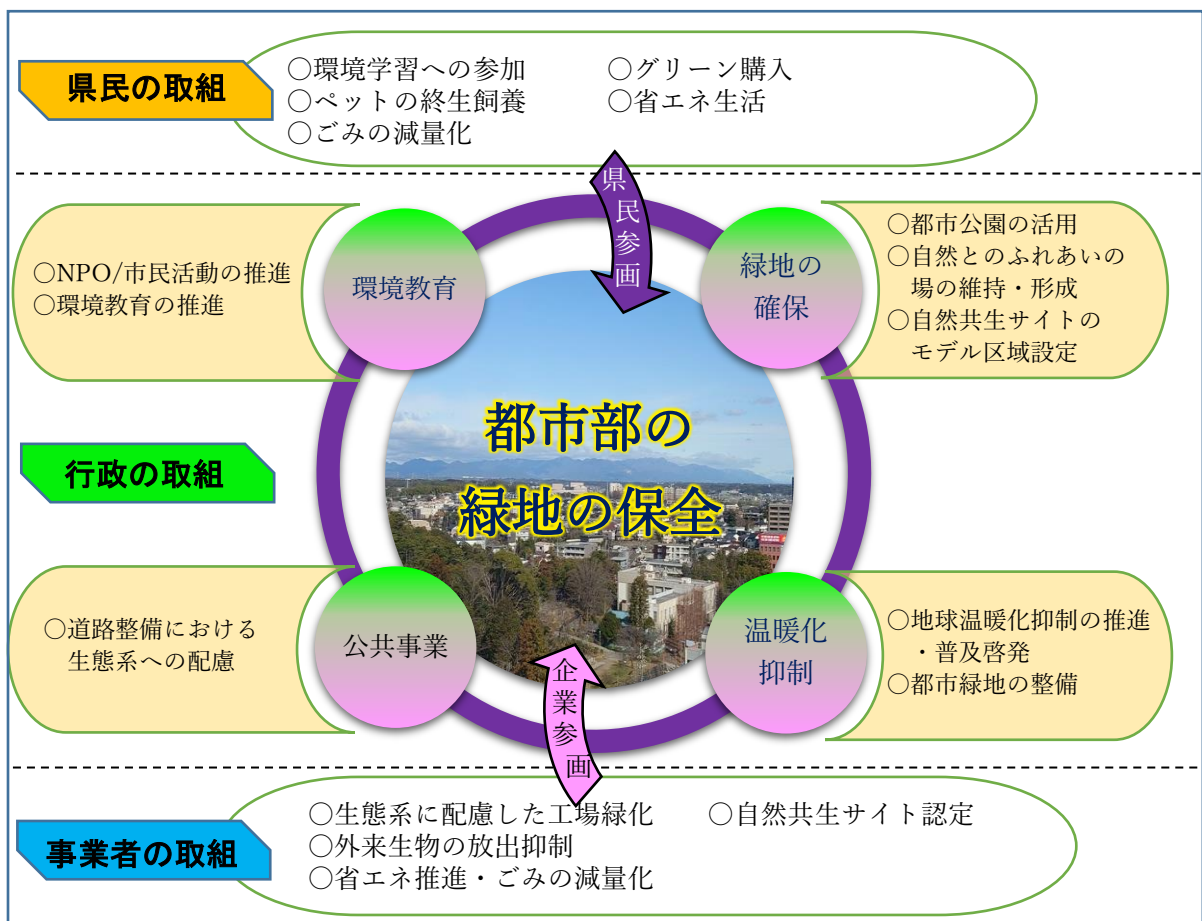 県民の取組
○環境学習への参加
○ペットの終生飼養
○ごみの減量化
○グリーン購入
○省エネ生活
県民参画
環境教育
○NPO/市民活動の推進
○環境教育の推進
緑地の
確保
○都市公園の活用
○自然とのふれあいの
場の維持・形成
○自然共生サイトの
モデル区域設定
都市部の
緑地の保全
行政の取組
公共事業
○道路整備における
生態系への配慮
温暖化
抑制
○地球温暖化抑制の推進
・普及啓発
○都市緑地の整備
企業参画
事業者の取組
○生態系に配慮した工場緑化
○外来生物の放出抑制
○省エネ推進・ごみの減量化
○自然共生サイト認定